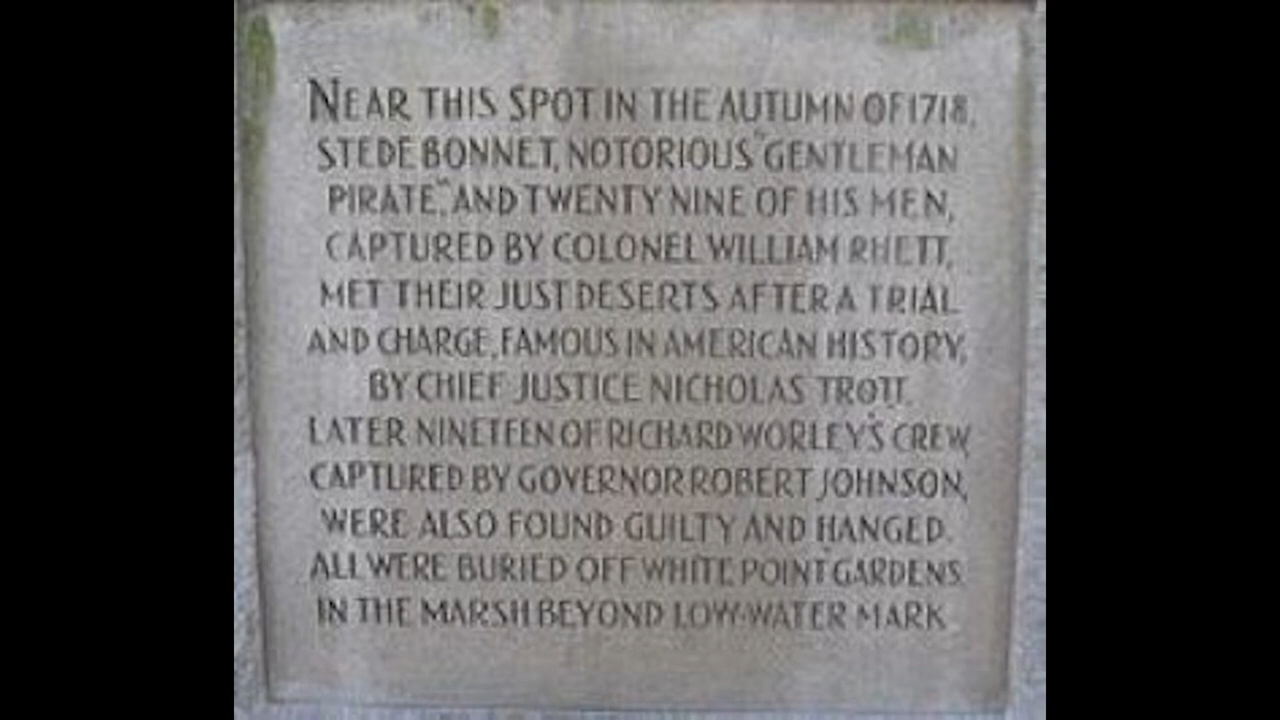 NEAR THIS SPOT IN THE AUTUMN OF 1718,
STEDE BONNET, NOTORIOUS "GENTLEMAN
PIRATE," AND TWENTY NINE OF HIS MEN,
CAPTURED BY COLONEL WILLIAM RHETT,
MET THEIR JUST DESERTS AFTER A TRIAL
AND CHARGE, FAMOUS IN AMERICAN HISTORY,
BY CHIEF JUSTICE NICHOLAS TROTT.
LATER NINETEEN OF RICHARD WORLEY'S CREW,
CAPTURED BY GOVERNOR ROBERT JOHNSON,
WERE ALSO FOUND GUILTY AND HANGED.
ALL WERE BURIED OFF WHITE POINT GARDENS
IN THE MARSH BEYOND LOW-WATER MARK